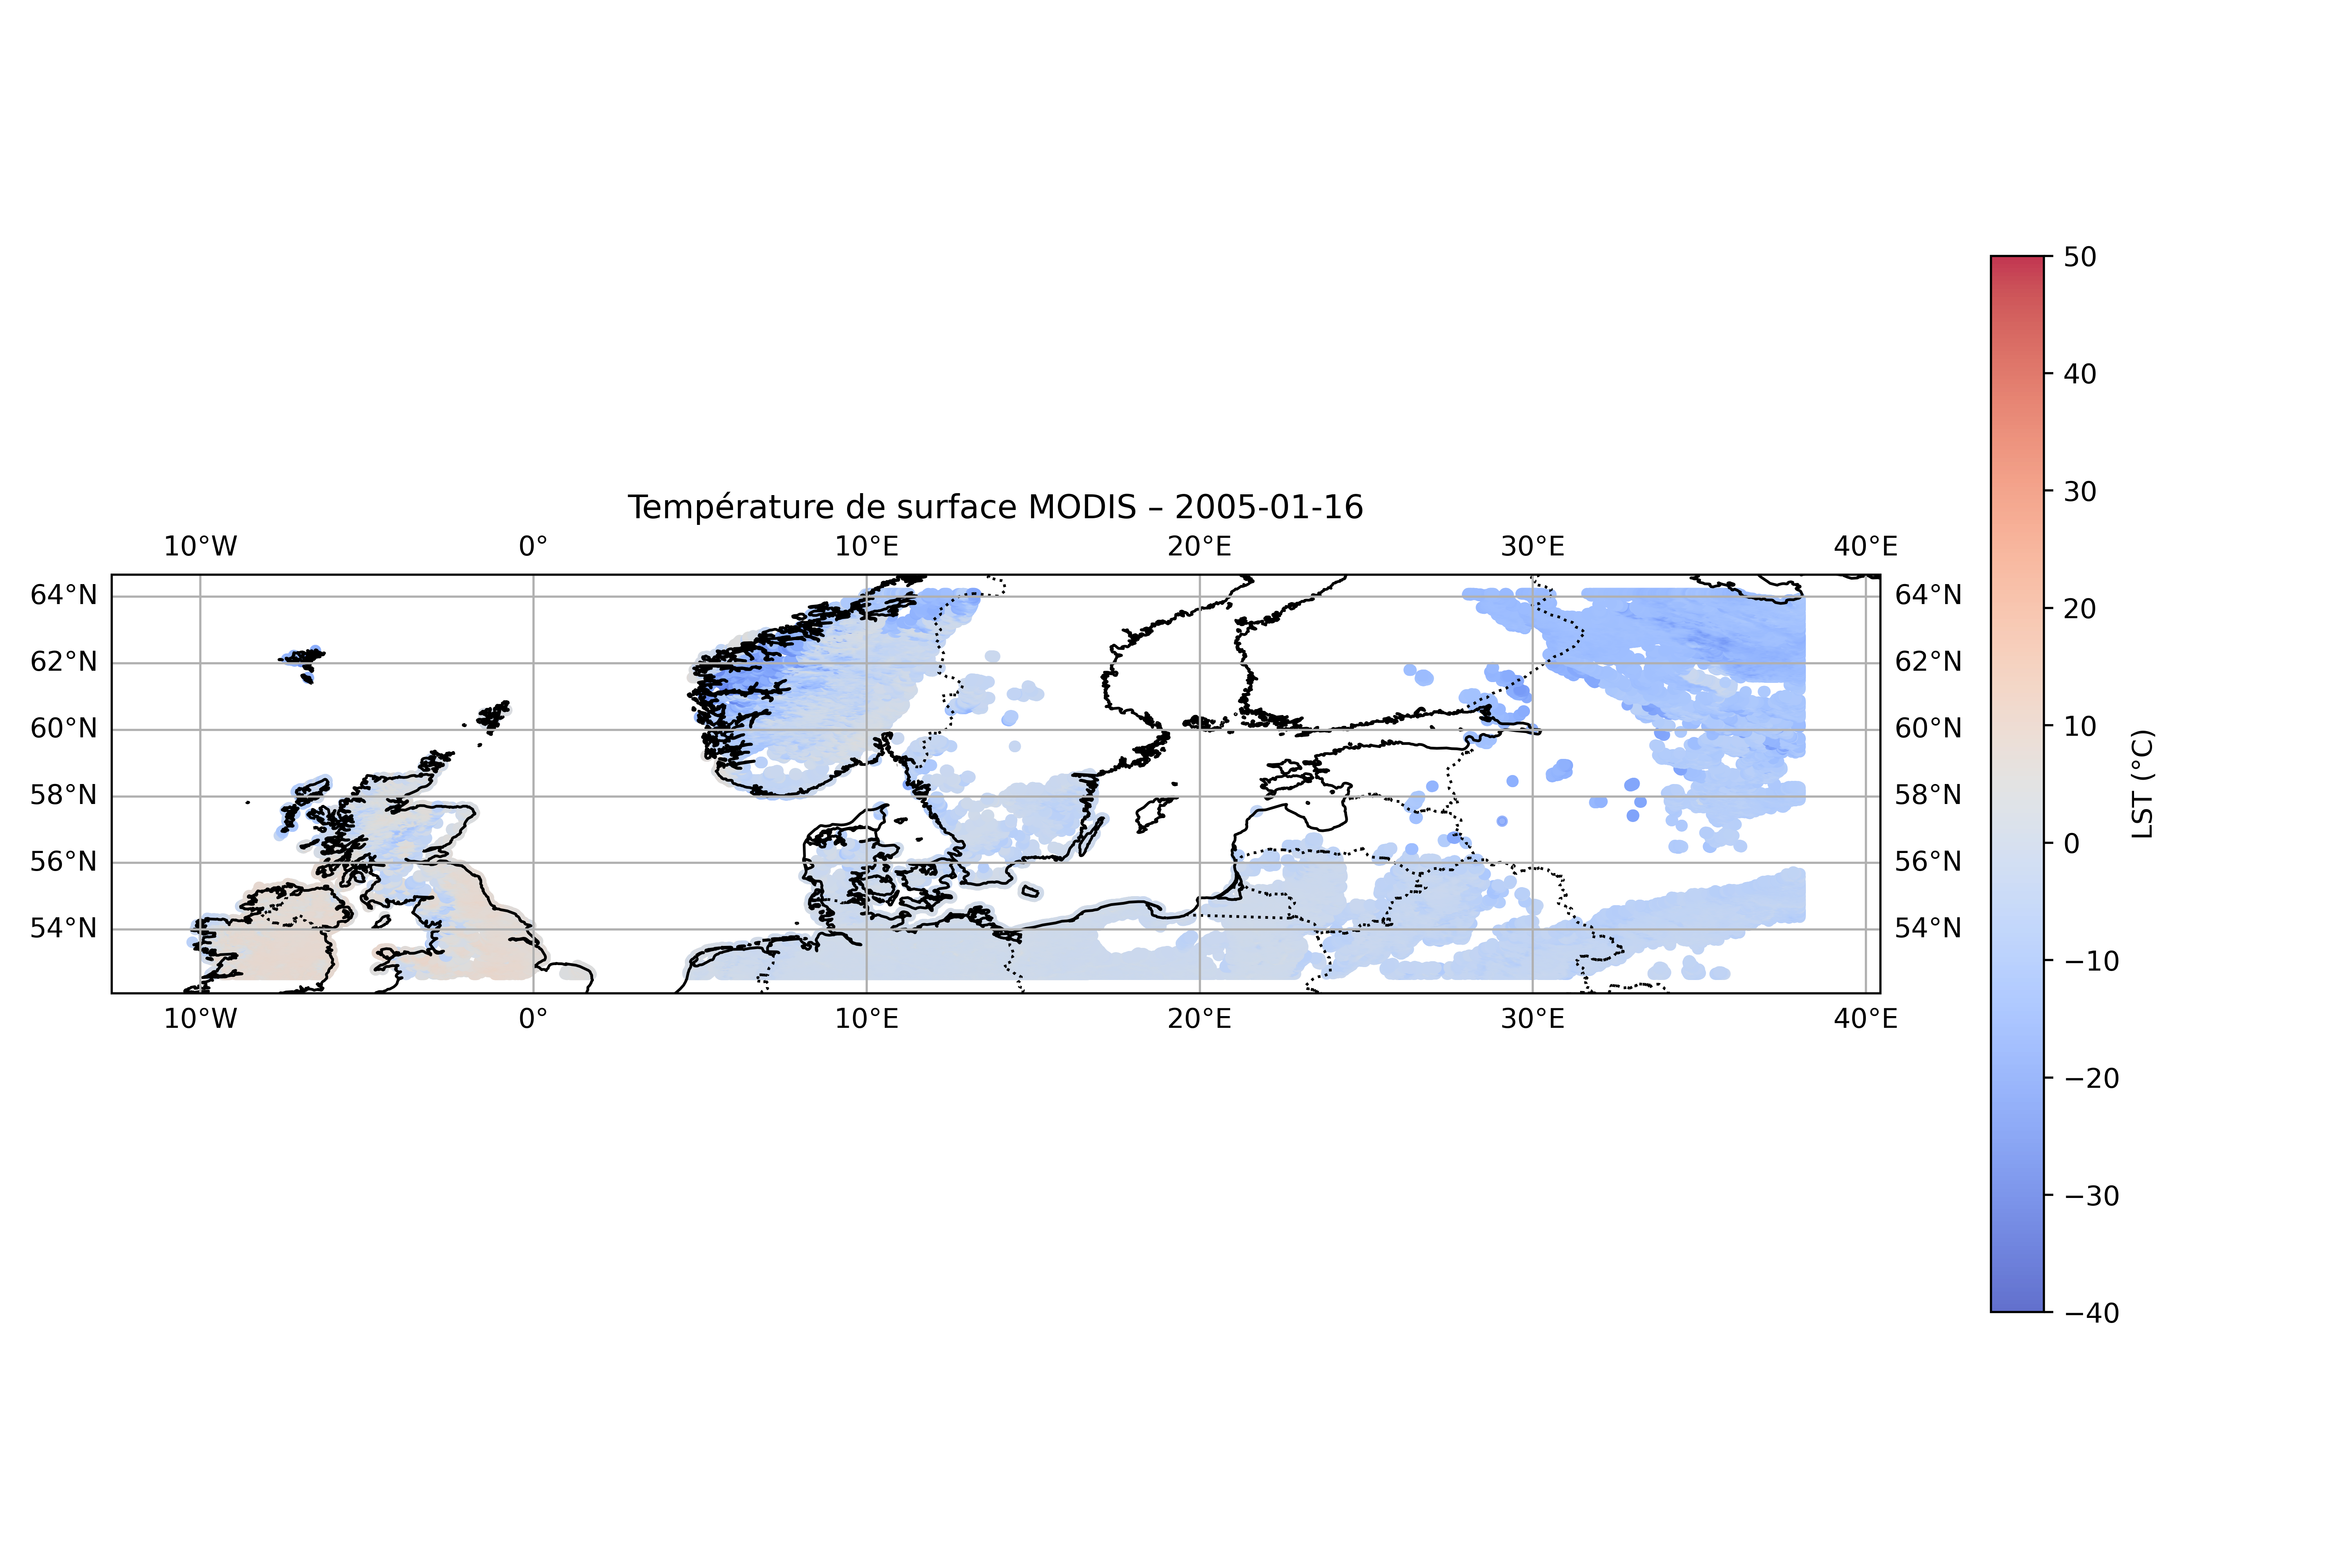 Température de surface MODIS – 2005-01-16
10°W 0° 10°E 20°E 30°E 40°E
64°N 64°N
62°N 62°N
60°N 60°N
58°N 58°N
56°N 56°N
54°N 54°N
10°W 0° 10°E 20°E 30°E 40°E
50
40
30
20
10
0
−10
−20
−30
−40
LST (°C)